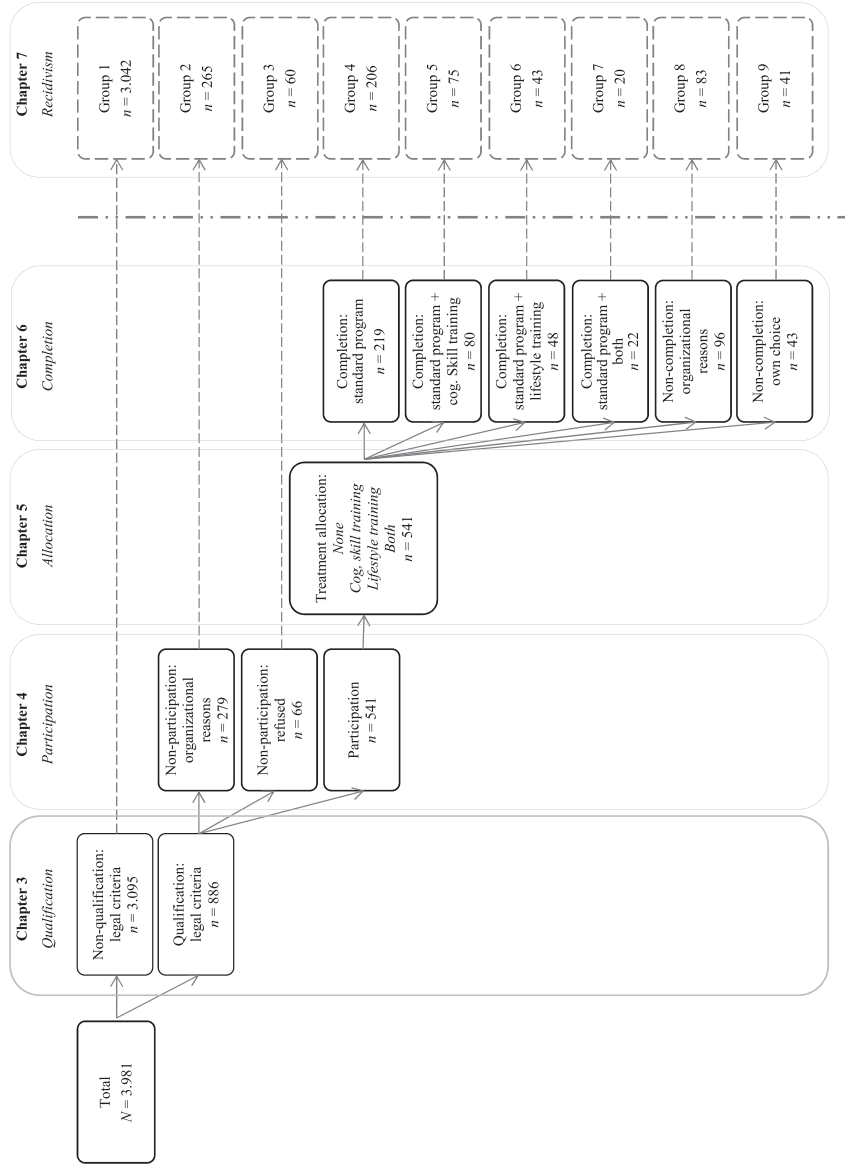 Total
N = 3.981
Chapter 3
Qualification
Non-qualification:
legal criteria
n = 3.095
Qualification:
legal criteria
n = 886
Chapter 4
Participation
Non-participation:
organizational
reasons
n = 279
Non-participation:
refused
n = 66
Participation
n = 541
Chapter 5
Allocation
Treatment allocation:
None
Cog, skill training
Lifestyle training
Both
n = 541
Chapter 6
Completion
Completion:
standard program
n = 219
Completion:
standard program +
cog. Skill training
n = 80
Completion:
standard program +
lifestyle training
n = 48
Completion:
standard program +
both
n = 22
Non-completion:
organizational
reasons
n = 96
Non-completion:
own choice
n = 43
Chapter 7
Recidivism
Group 1
n = 3.042
Group 2
n = 265
Group 3
n = 60
Group 4
n = 206
Group 5
n = 75
Group 6
n = 43
Group 7
n = 20
Group 8
n = 83
Group 9
n = 41